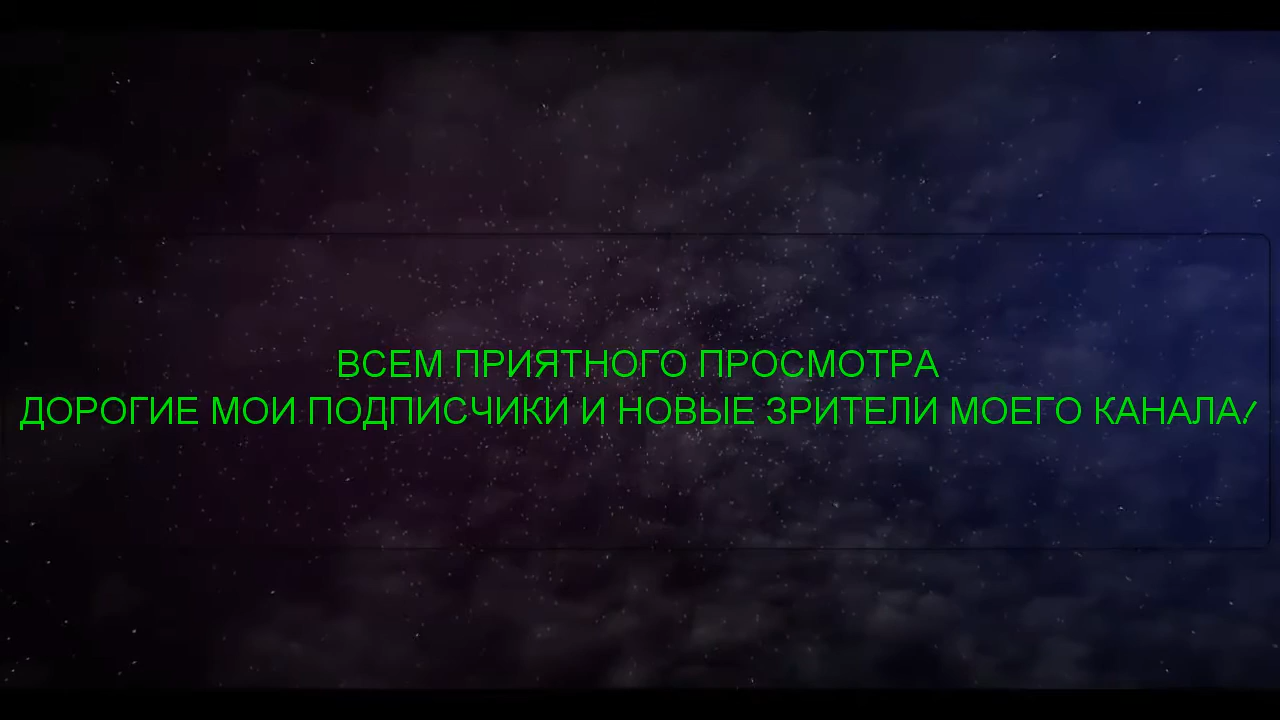 ВСЕМ ПРИЯТНОГО ПРОСМОТРА
ДОРОГИЕ МОИ ПОДПИСЧИКИ И НОВЫЕ ЗРИТЕЛИ МОЕГО КАНАЛА!